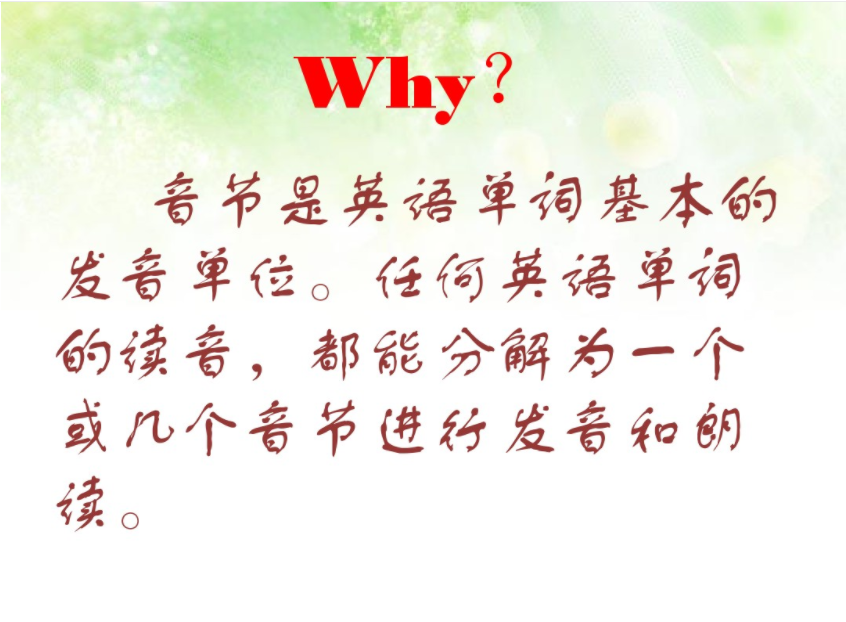 Why?
音节是英语单词基本的
发音单位。任何英语单词
的读音，都能分解为一个
或几个音节进行发音和朗
读。